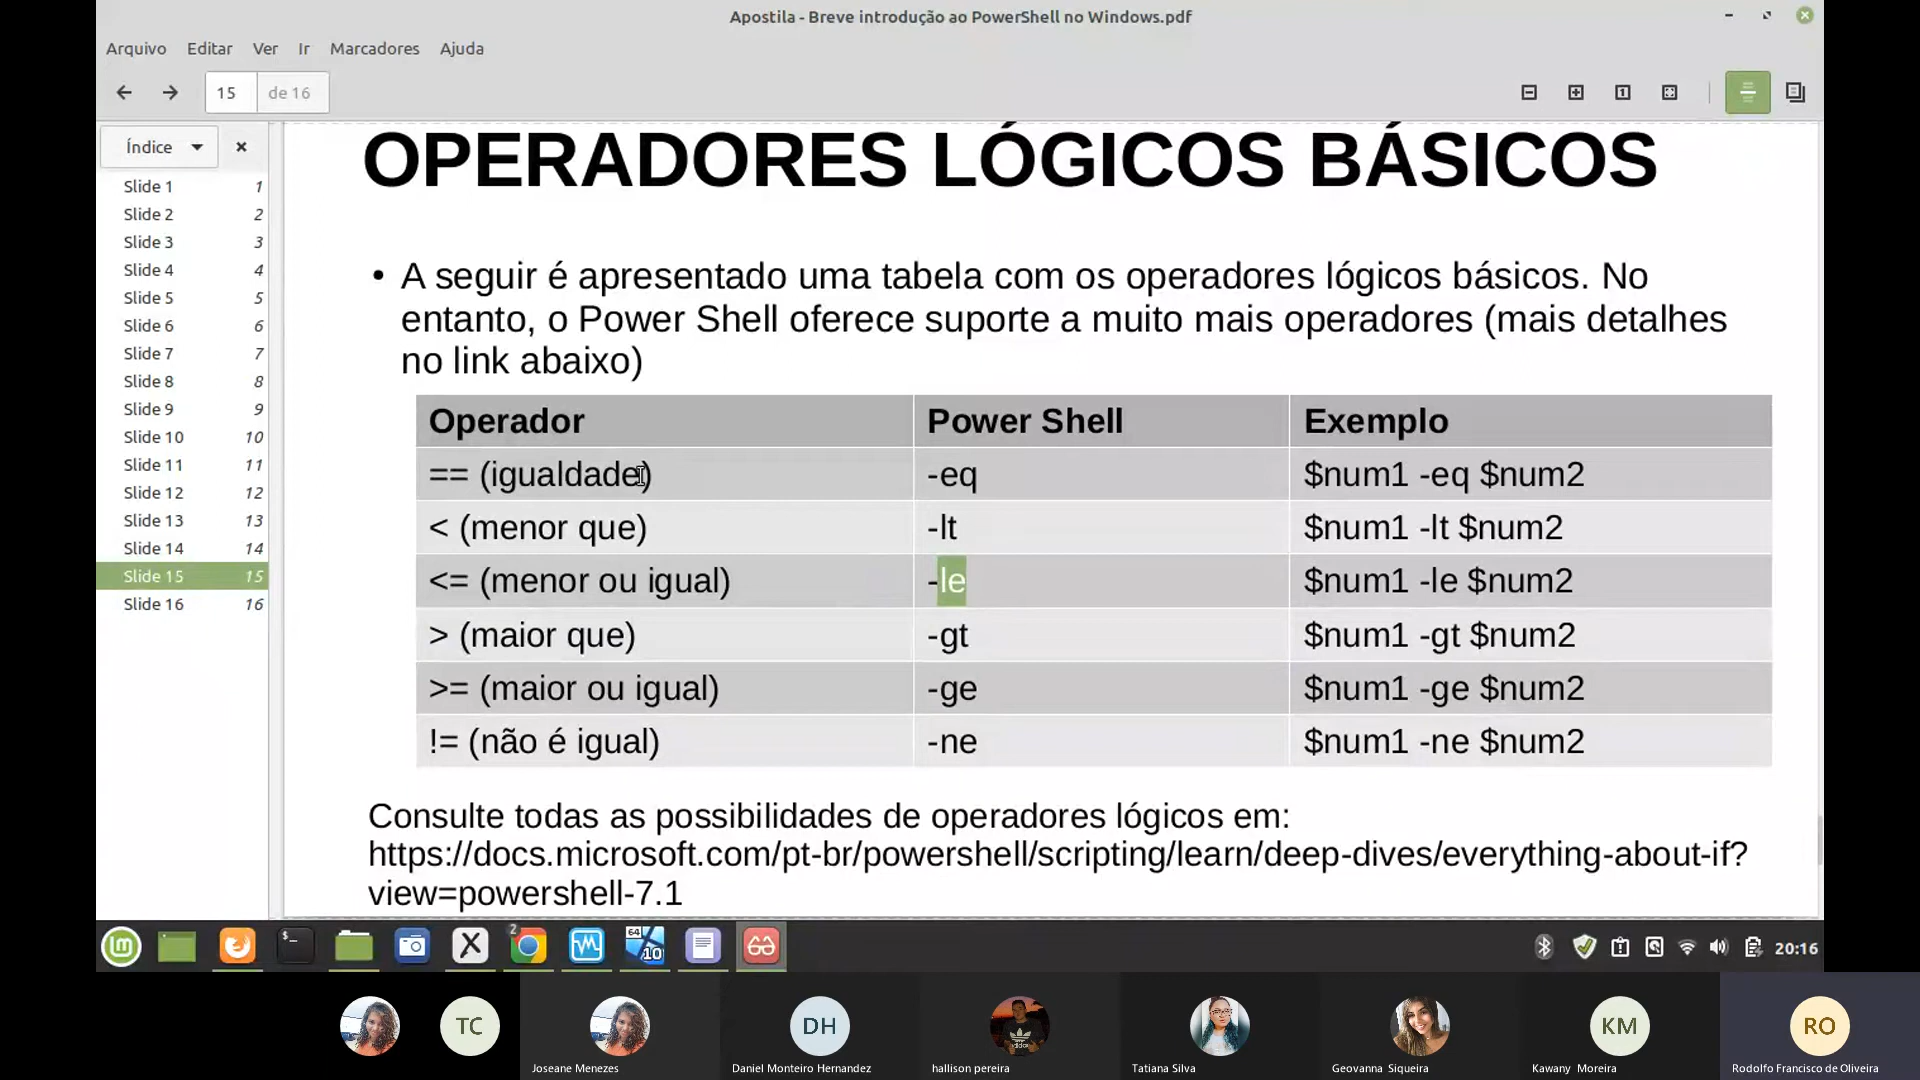 Apostila - Breve introdução ao PowerShell no Windows.pdf
Arquivo Editar Ver Ir Marcadores Ajuda
15 de 16
Índice
Slide 1 1
Slide 2 2
Slide 3 3
Slide 4 4
Slide 5 5
Slide 6 6
Slide 7 7
Slide 8 8
Slide 9 9
Slide 10 10
Slide 11 11
Slide 12 12
Slide 13 13
Slide 14 14
Slide 15 15
Slide 16 16
OPERADORES LÓGICOS BÁSICOS
• A seguir é apresentado uma tabela com os operadores lógicos básicos. No
entanto, o Power Shell oferece suporte a muito mais operadores (mais detalhes
no link abaixo)
Operador Power Shell Exemplo
== (igualdade) -eq $num1 -eq $num2
< (menor que) -lt $num1 -lt $num2
<= (menor ou igual) -le $num1 -le $num2
> (maior que) -gt $num1 -gt $num2
>= (maior ou igual) -ge $num1 -ge $num2
!= (não é igual) -ne $num1 -ne $num2
Consulte todas as possibilidades de operadores lógicos em:
https://docs.microsoft.com/pt-br/powershell/scripting/learn/deep-dives/everything-about-if?
view=powershell-7.1
$_ X 2 64 10 20:16
TC DH KM RO
Joseane Menezes Daniel Monteiro Hernandez hallison pereira Tatiana Silva Geovanna Siqueira Kawany Moreira Rodolfo Francisco de Oliveira